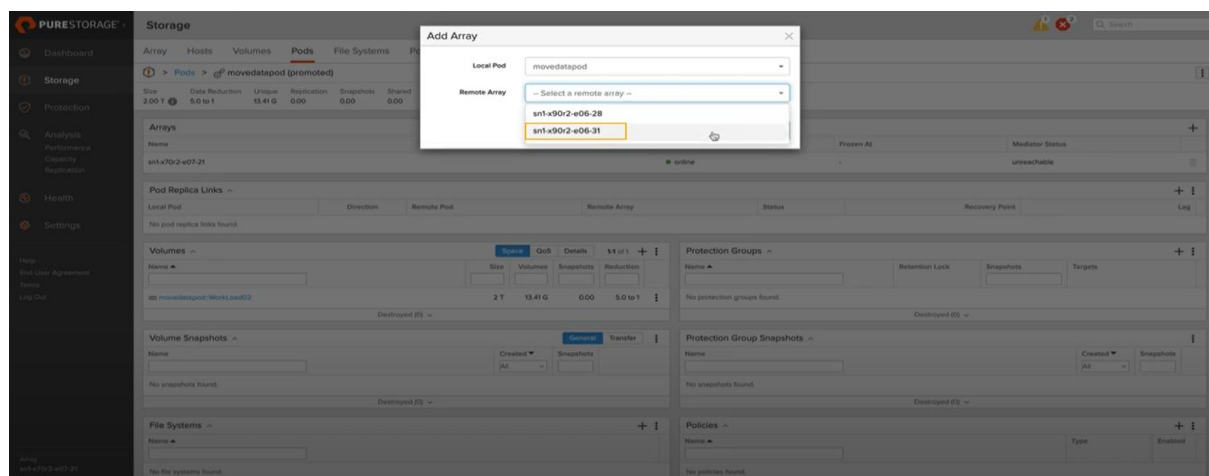 PURESTORAGE®
Storage
Search
Dashboard
Storage
Protection
Analysis
Performance
Capacity
Replication
Health
Settings
Help
End User Agreement
Terms
Log Out
Array
Array Hosts Volumes Pods File Systems
> Pods > movedatapod (promoted)
Size Data Reduction Unique Replication Snapshots Shared
2.00 T 5.0 to 1 13.41 G 0.00 0.00 0.00
Add Array
Local Pod movedatapod
Remote Array -- Select a remote array --
sn1-x90r2-e06-28
sn1-x90r2-e06-31
Arrays
Name Frozen At Mediator Status
sn1-x70r2-e07-21 online - unreachable
Pod Replica Links
Local Pod Direction Remote Pod Remote Array Status Recovery Point Lag
No pod replica links found.
Volumes Space QoS Details 1-1 of 1
Name Size Volumes Snapshots Reduction
movedatapod::WorkLoad02 2 T 13.41 G 0.00 5.0 to 1
Destroyed (0)
Protection Groups
Name Retention Lock Snapshots Targets
No protection groups found.
Destroyed (0)
Volume Snapshots General Transfer
Name Created Snapshots
All
No snapshots found.
Destroyed (0)
Protection Group Snapshots
Name Created Snapshots
All
No snapshots found.
Destroyed (0)
File Systems
Name
No file systems found.
Policies
Name Type Enabled
No policies found.